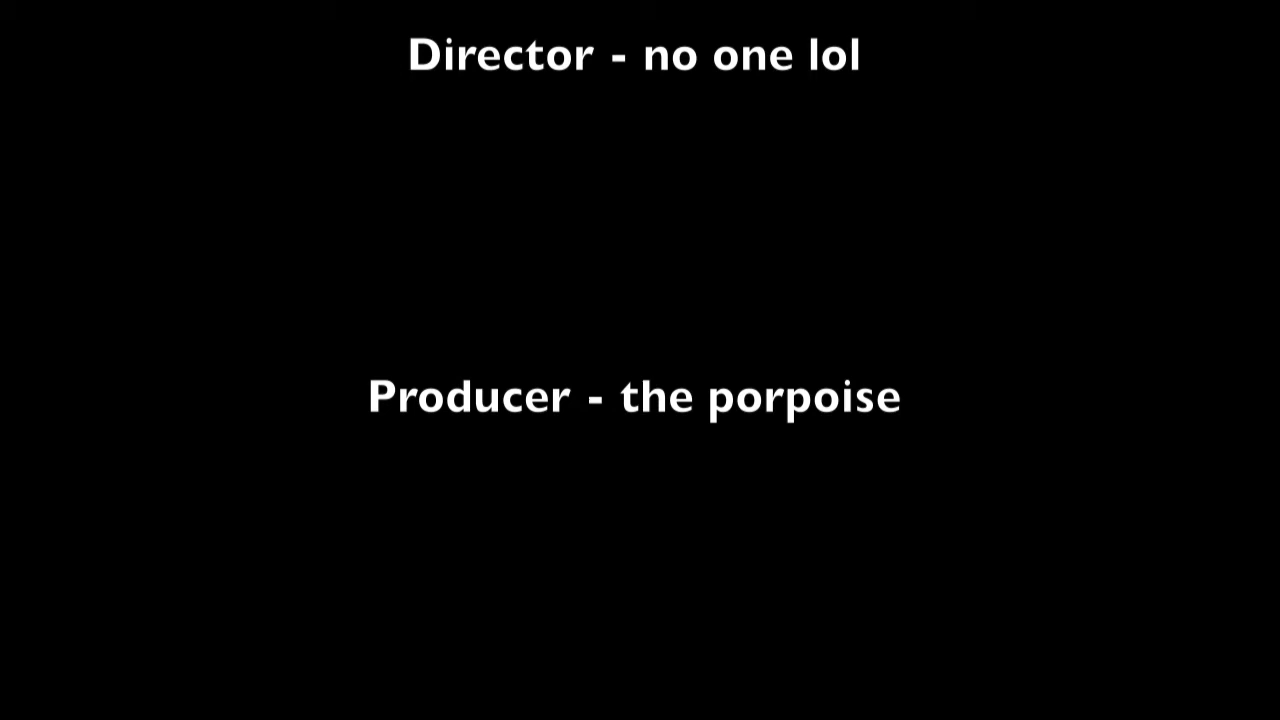 Director - no one lol
Producer - the porpoise